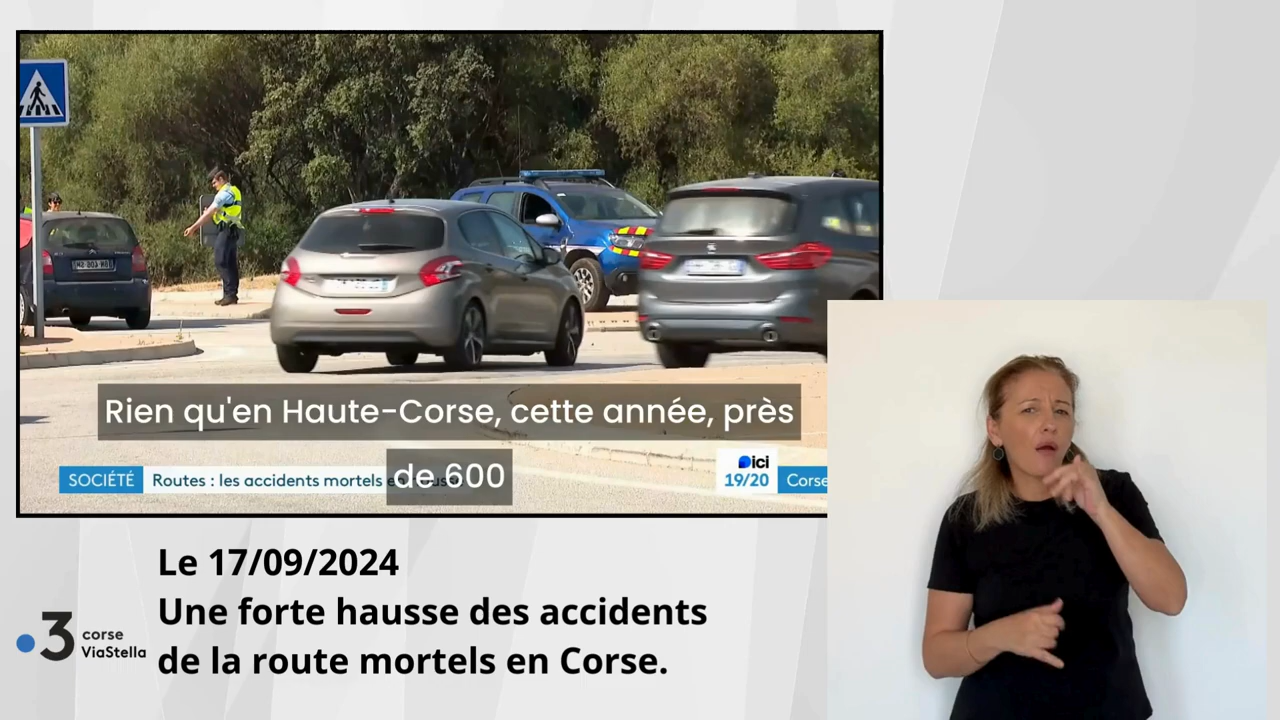 Rien qu'en Haute-Corse, cette année, près
de 600
SOCIÉTÉ
Routes : les accidents mortels
ici
19/20
Corse
Le 17/09/2024
Une forte hausse des accidents
de la route mortels en Corse.
3
corse
ViaStella